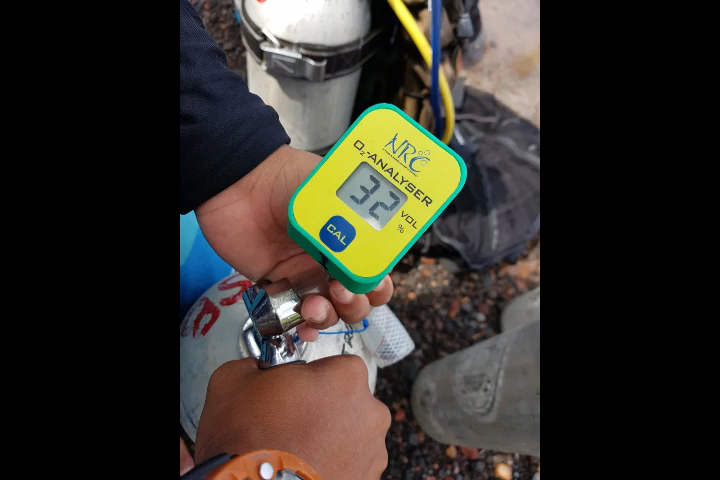 NRC
O₂-ANALYSER
32
VOL
%
CAL